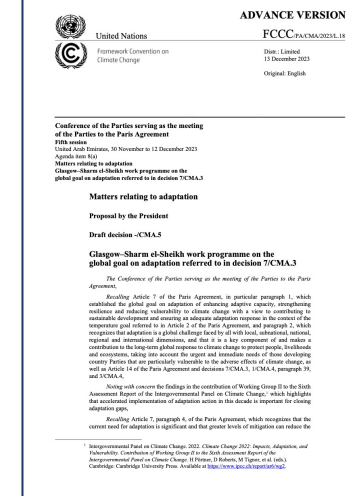 ADVANCE VERSION
United Nations
FCCC/PA/CMA/2023/L.18
Framework Convention on
Climate Change
Distr.: Limited
13 December 2023
Original: English
Conference of the Parties serving as the meeting
of the Parties to the Paris Agreement
Fifth session
United Arab Emirates, 30 November to 12 December 2023
Agenda item 8(a)
Matters relating to adaptation
Glasgow–Sharm el-Sheikh work programme on the
global goal on adaptation referred to in decision 7/CMA.3
Matters relating to adaptation
Proposal by the President
Draft decision -/CMA.5
Glasgow–Sharm el-Sheikh work programme on the
global goal on adaptation referred to in decision 7/CMA.3
The Conference of the Parties serving as the meeting of the Parties to the Paris
Agreement,
Recalling Article 7 of the Paris Agreement, in particular paragraph 1, which
established the global goal on adaptation of enhancing adaptive capacity, strengthening
resilience and reducing vulnerability to climate change with a view to contributing to
sustainable development and ensuring an adequate adaptation response in the context of the
temperature goal referred to in Article 2 of the Paris Agreement, and paragraph 2, which
recognizes that adaptation is a global challenge faced by all with local, subnational, national,
regional and international dimensions, and that it is a key component of and makes a
contribution to the long-term global response to climate change to protect people, livelihoods
and ecosystems, taking into account the urgent and immediate needs of those developing
country Parties that are particularly vulnerable to the adverse effects of climate change, as
well as Article 14 of the Paris Agreement and decisions 7/CMA.3, 1/CMA.4, paragraph 39,
and 3/CMA.4,
Noting with concern the findings in the contribution of Working Group II to the Sixth
Assessment Report of the Intergovernmental Panel on Climate Change,¹ which highlights
that accelerated implementation of adaptation action in this decade is important for closing
adaptation gaps,
Recalling Article 7, paragraph 4, of the Paris Agreement, which recognizes that the
current need for adaptation is significant and that greater levels of mitigation can reduce the
¹ Intergovernmental Panel on Climate Change. 2022. Climate Change 2022: Impacts, Adaptation, and
Vulnerability. Contribution of Working Group II to the Sixth Assessment Report of the
Intergovernmental Panel on Climate Change. H Pörtner, D Roberts, M Tignor, et al. (eds.).
Cambridge: Cambridge University Press. Available at https://www.ipcc.ch/report/ar6/wg2.